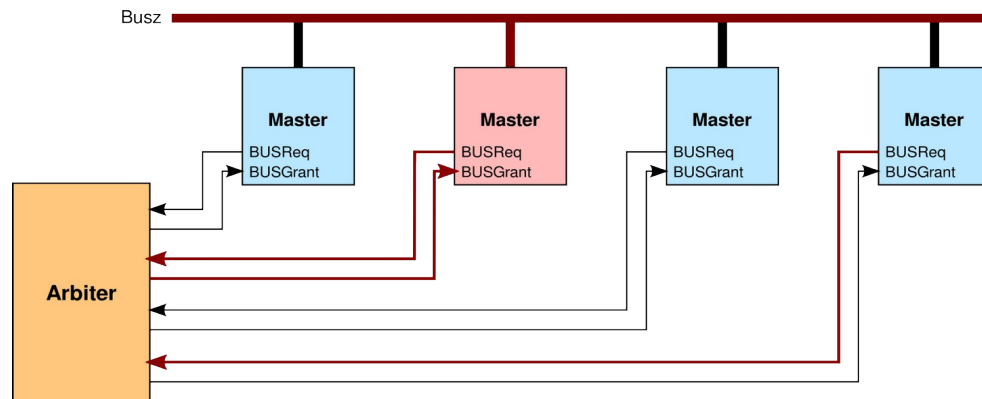 Busz
Master
BUSReq
BUSGrant
Master
BUSReq
BUSGrant
Master
BUSReq
BUSGrant
Master
BUSReq
BUSGrant
Arbiter